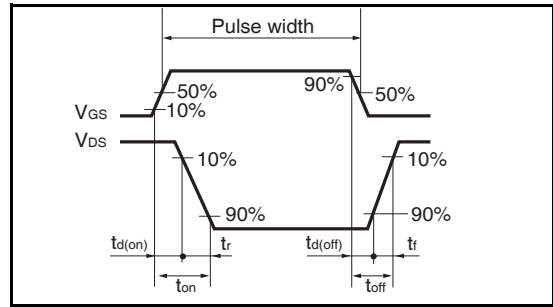 Pulse width
90%
50%
50%
10%
VGS
VDS
10%
10%
90%
90%
td(on)
tr
td(off)
tf
ton
toff